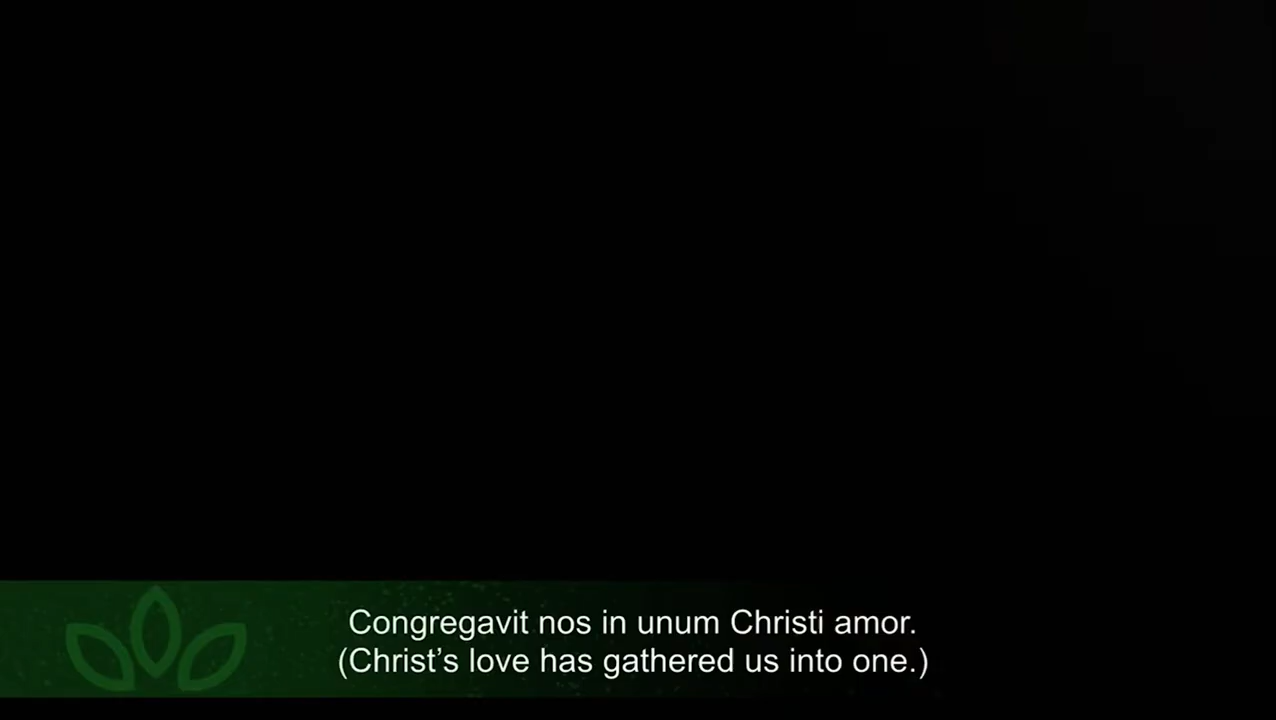 Congregavit nos in unum Christi amor.
(Christ’s love has gathered us into one.)